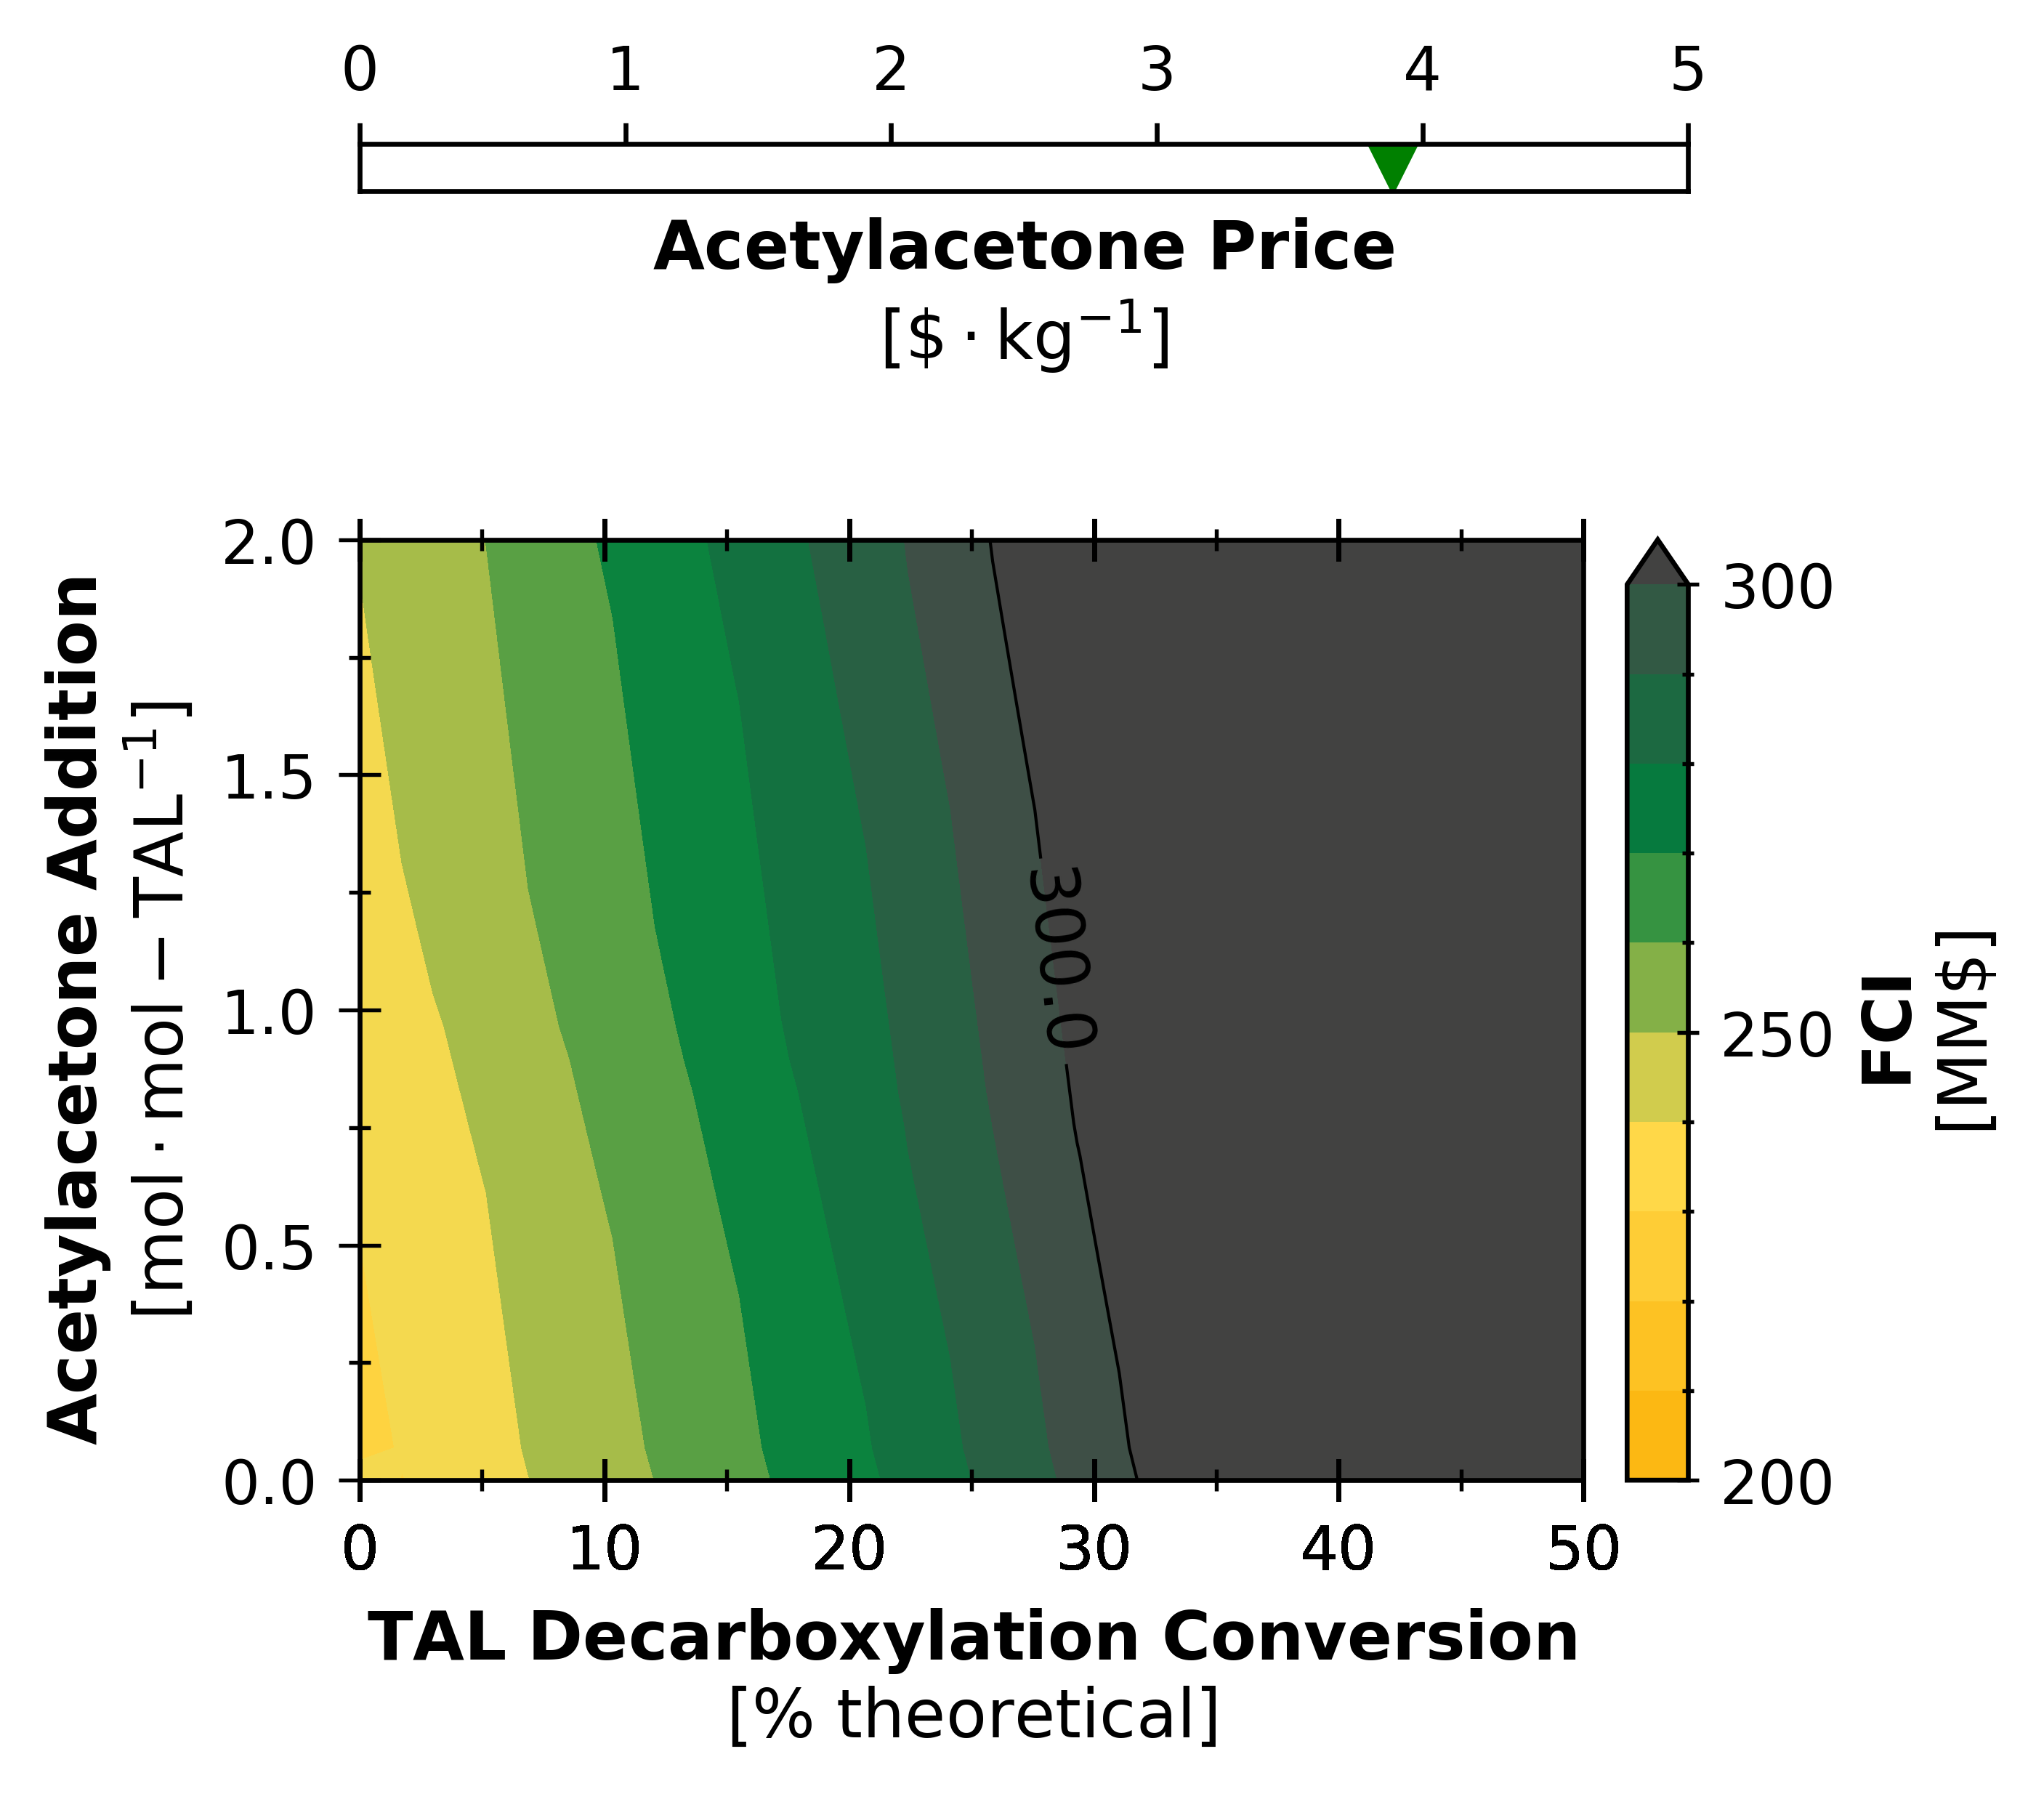 0 1 2 3 4 5
Acetylacetone Price
[$ · kg⁻¹]
Acetylacetone Addition
[mol · mol − TAL⁻¹]
2.0
1.5
1.0
0.5
0.0
300.0
0 10 20 30 40 50
TAL Decarboxylation Conversion
[% theoretical]
300
250
200
FCI
[MM$]